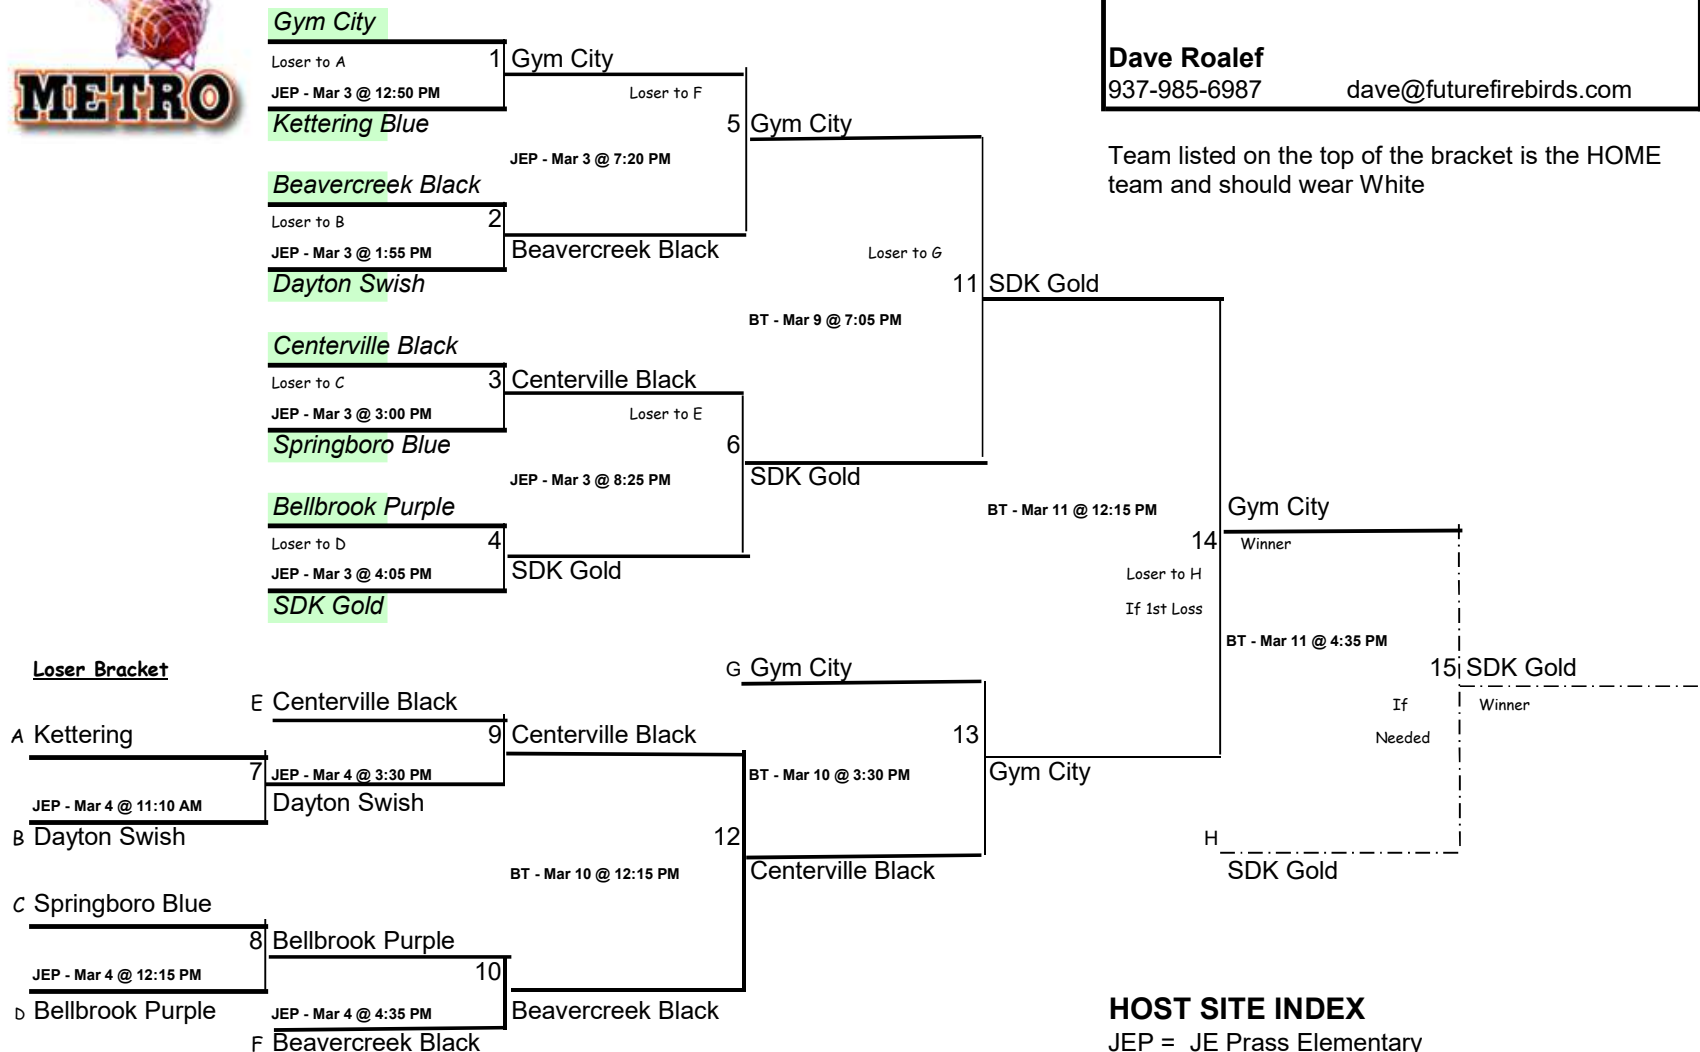 METRO
Gym City
Loser to A
1
Gym City
JEP - Mar 3 @ 12:50 PM
Loser to F
Kettering Blue
5
Gym City
JEP - Mar 3 @ 7:20 PM
Beavercreek Black
Loser to B
2
JEP - Mar 3 @ 1:55 PM
Beavercreek Black
Loser to G
Dayton Swish
11
SDK Gold
BT - Mar 9 @ 7:05 PM
Centerville Black
Loser to C
3
Centerville Black
JEP - Mar 3 @ 3:00 PM
Loser to E
Springboro Blue
6
SDK Gold
JEP - Mar 3 @ 8:25 PM
Bellbrook Purple
BT - Mar 11 @ 12:15 PM
Gym City
Loser to D
4
14
Winner
JEP - Mar 3 @ 4:05 PM
SDK Gold
Loser to H
SDK Gold
If 1st Loss
BT - Mar 11 @ 4:35 PM
Dave Roalef
937-985-6987 dave@futurefirebirds.com
Team listed on the top of the bracket is the HOME
team and should wear White
Loser Bracket
G Gym City
15
SDK Gold
E Centerville Black
If
Winner
A Kettering
9
Centerville Black
13
Needed
7
JEP - Mar 4 @ 3:30 PM
BT - Mar 10 @ 3:30 PM
Gym City
JEP - Mar 4 @ 11:10 AM
Dayton Swish
B Dayton Swish
12
H
BT - Mar 10 @ 12:15 PM
Centerville Black
SDK Gold
C Springboro Blue
8
Bellbrook Purple
JEP - Mar 4 @ 12:15 PM
10
D Bellbrook Purple
JEP - Mar 4 @ 4:35 PM
Beavercreek Black
F Beavercreek Black
HOST SITE INDEX
JEP = JE Prass Elementary